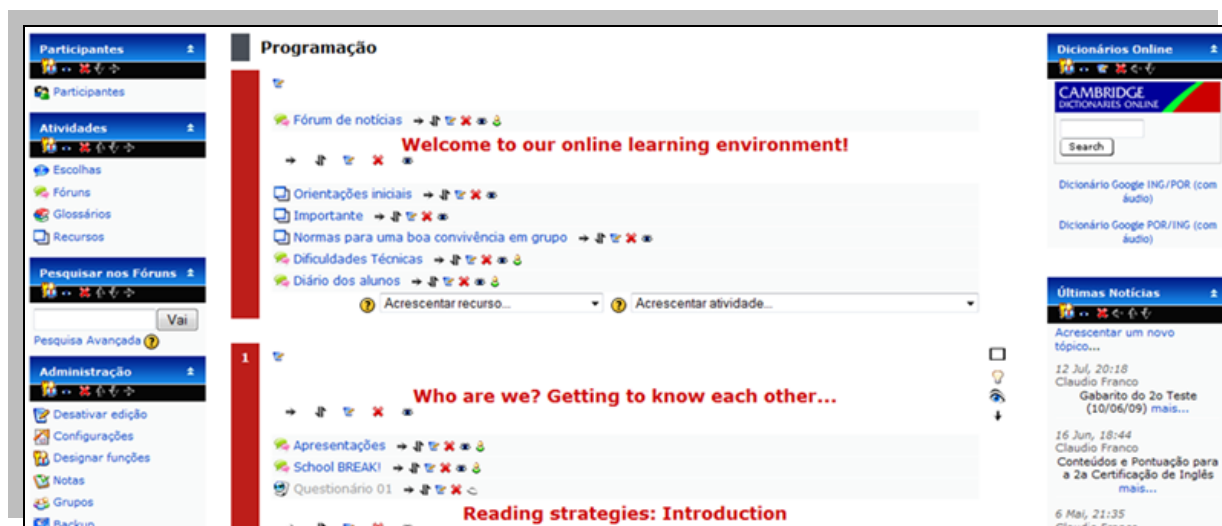 Participantes
Participantes
Atividades
Escolhas
Fóruns
Glossários
Recursos
Pesquisar nos Fóruns
Vai
Pesquisa Avançada
Administração
Desativar edição
Configurações
Designar funções
Notas
Grupos
Backup
Programação
Fórum de notícias
Welcome to our online learning environment!
Orientações iniciais
Importante
Normas para uma boa convivência em grupo
Dificuldades Técnicas
Diário dos alunos
Acrescentar recurso... Acrescentar atividade...
1
Who are we? Getting to know each other...
Apresentações
School BREAK!
Questionário 01
Reading strategies: Introduction
Dicionários Online
CAMBRIDGE
DICTIONARIES ONLINE
Search
Dicionário Google ING/POR (com
áudio)
Dicionário Google POR/ING (com
áudio)
Últimas Notícias
Acrescentar um novo
tópico...
12 Jul, 20:18
Claudio Franco
Gabarito do 2o Teste
(10/06/09) mais...
16 Jun, 18:44
Claudio Franco
Conteúdos e Pontuação para
a 2a Certificação de Inglês
mais...
6 Mai, 21:35
Claudio Franco